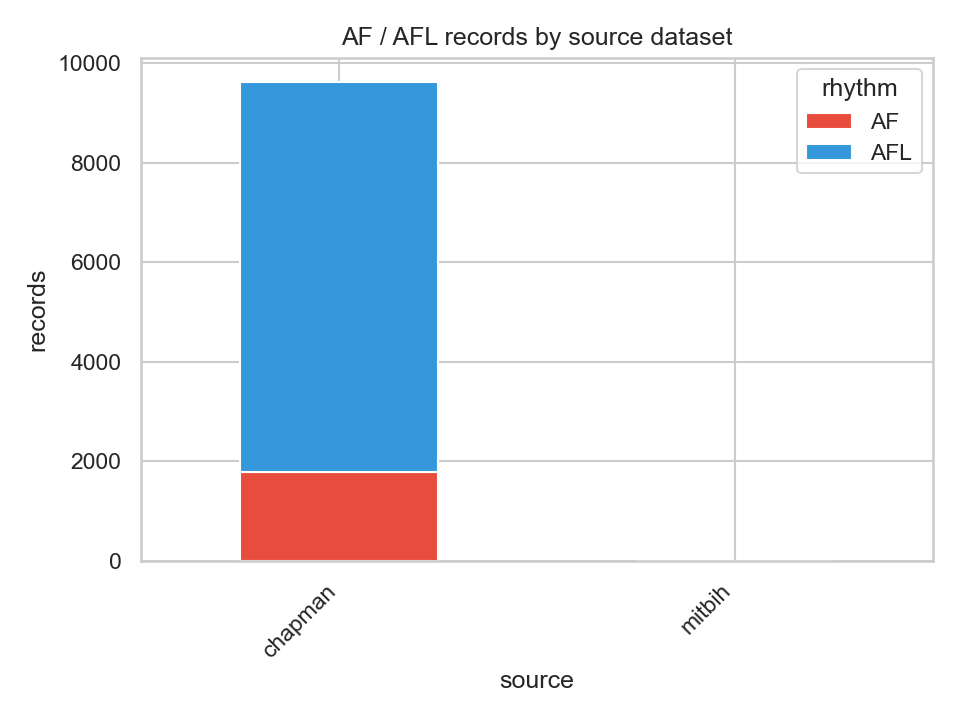 AF / AFL records by source dataset
10000
8000
6000
4000
2000
0
records
rhythm
AF
AFL
chapman
mitbih
source